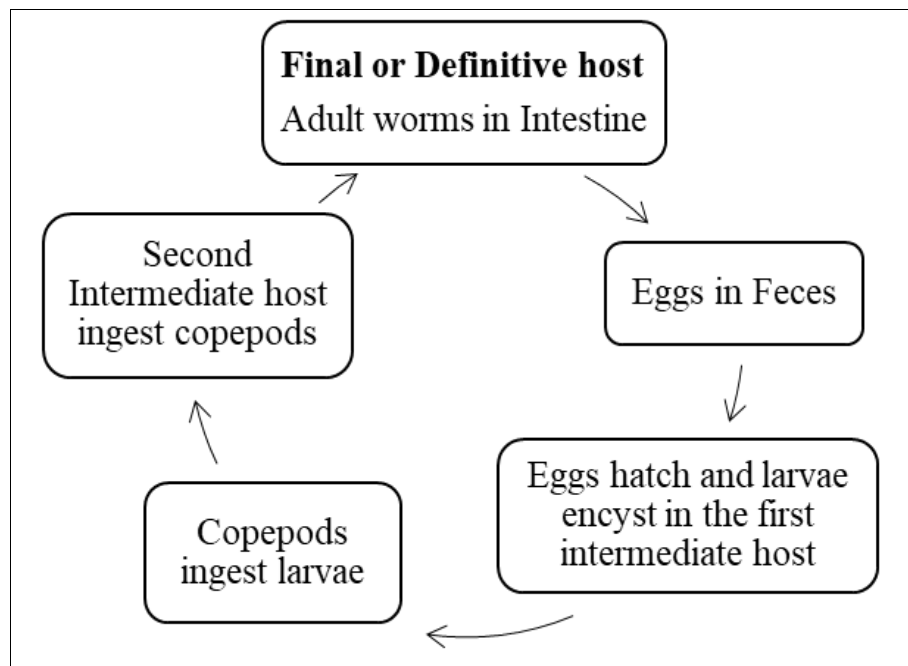 Final or Definitive host
Adult worms in Intestine
Eggs in Feces
Eggs hatch and larvae
encyst in the first
intermediate host
Copepods
ingest larvae
Second
Intermediate host
ingest copepods